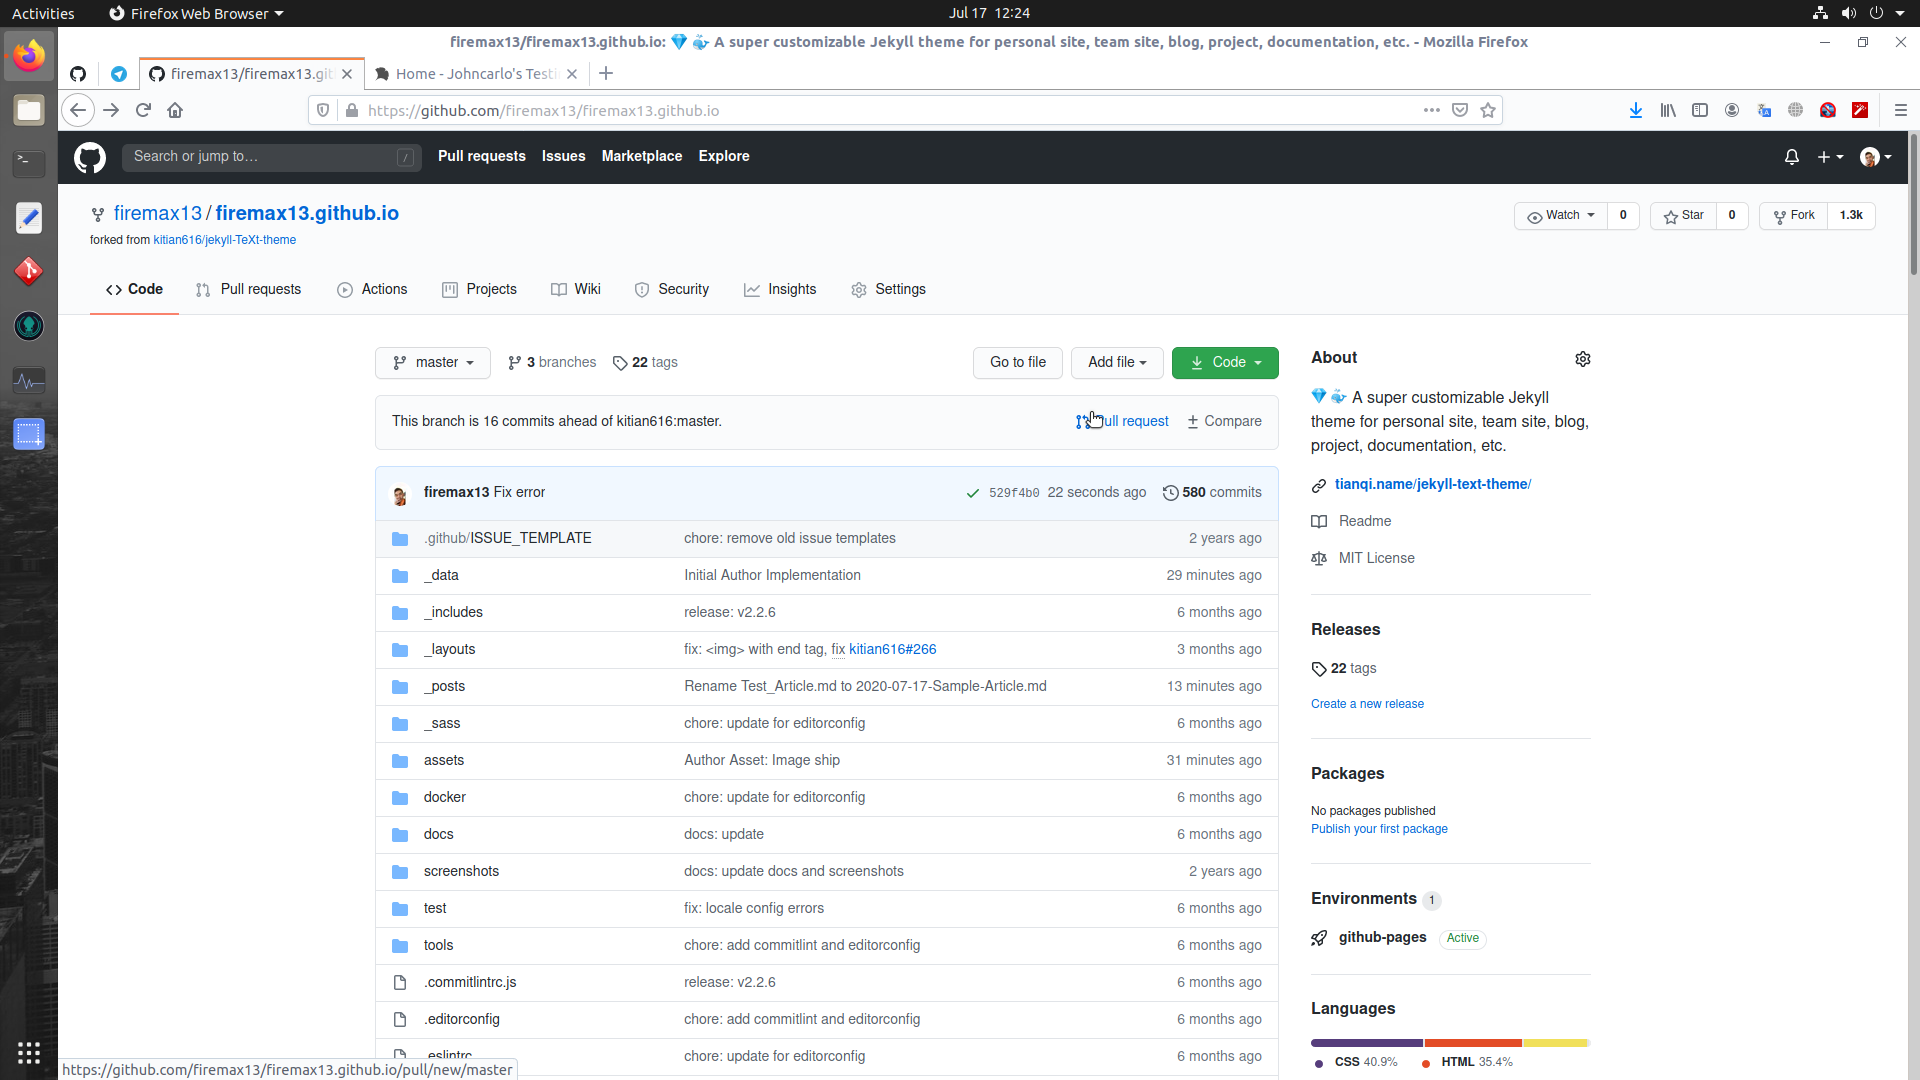 Activities
Firefox Web Browser
Jul 17 12:24
firemax13/firemax13.github.io: 💎 🐳 A super customizable Jekyll theme for personal site, team site, blog, project, documentation, etc. - Mozilla Firefox
firemax13/firemax13.git
Home - Johncarlo's Testi
https://github.com/firemax13/firemax13.github.io
Search or jump to…
/
Pull requests
Issues
Marketplace
Explore
firemax13 / firemax13.github.io
forked from kitian616/jekyll-TeXt-theme
Watch 0
Star 0
Fork 1.3k
Code
Pull requests
Actions
Projects
Wiki
Security
Insights
Settings
master
3 branches
22 tags
Go to file
Add file
Code
This branch is 16 commits ahead of kitian616:master.
ull request
Compare
firemax13 Fix error
529f4b0 22 seconds ago
580 commits
.github/ISSUE_TEMPLATE chore: remove old issue templates 2 years ago
_data Initial Author Implementation 29 minutes ago
_includes release: v2.2.6 6 months ago
_layouts fix: <img> with end tag, fix kitian616#266 3 months ago
_posts Rename Test_Article.md to 2020-07-17-Sample-Article.md 13 minutes ago
_sass chore: update for editorconfig 6 months ago
assets Author Asset: Image ship 31 minutes ago
docker chore: update for editorconfig 6 months ago
docs docs: update 6 months ago
screenshots docs: update docs and screenshots 2 years ago
test fix: locale config errors 6 months ago
tools chore: add commitlint and editorconfig 6 months ago
.commitlintrc.js release: v2.2.6 6 months ago
.editorconfig chore: add commitlint and editorconfig 6 months ago
.eslintrc chore: update for editorconfig 6 months ago
About
💎 🐳 A super customizable Jekyll
theme for personal site, team site, blog,
project, documentation, etc.
tianqi.name/jekyll-text-theme/
Readme
MIT License
Releases
22 tags
Create a new release
Packages
No packages published
Publish your first package
Environments 1
github-pages Active
Languages
CSS 40.9%
HTML 35.4%
https://github.com/firemax13/firemax13.github.io/pull/new/master